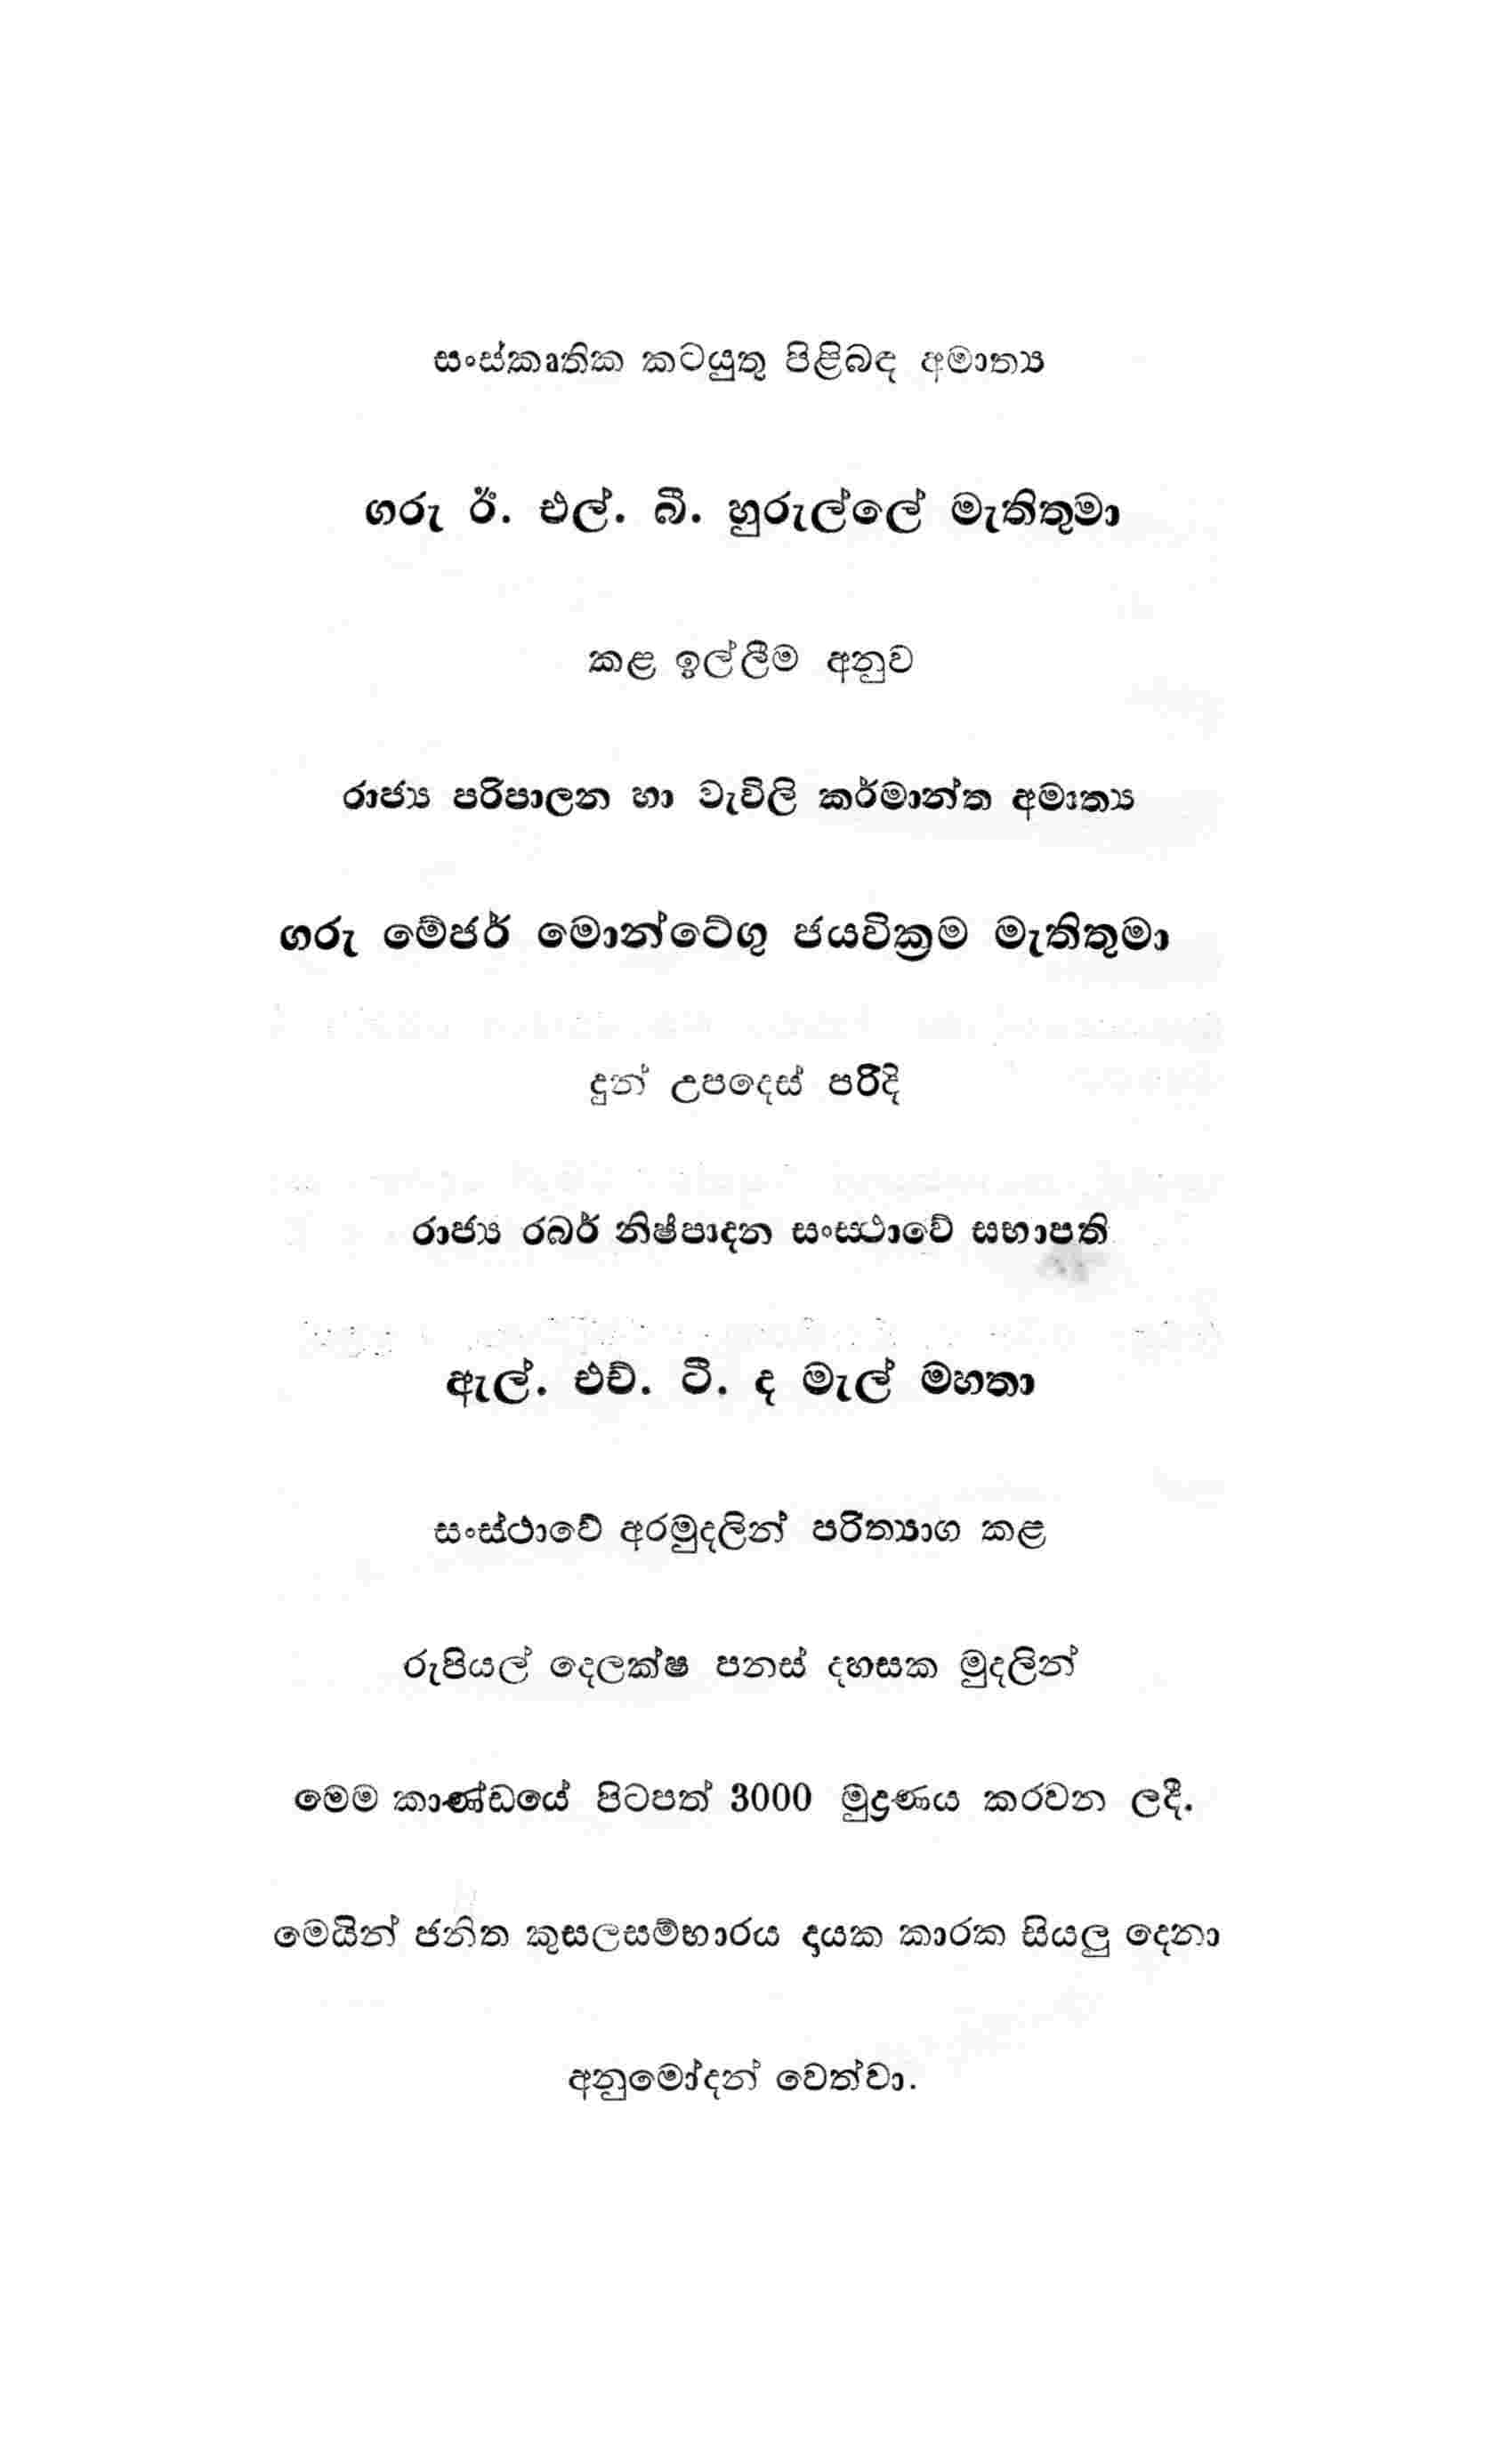 සංස්කෘතික කටයුතු පිළිබඳ අමාත්‍ය
ගරු ඊ. එල්. බී. හුරුල්ලේ මැතිතුමා
කළ ඉල්ලීම අනුව
රාජ්‍ය පරිපාලන හා වැවිලි කර්මාන්ත අමාත්‍ය
ගරු මේජර් මොන්ටේගු ජයවික්‍රම මැතිතුමා
දුන් උපදෙස් පරිදි
රාජ්‍ය රබර් නිෂ්පාදන සංස්ථාවේ සභාපති
ඇල්. එච්. ටී. ද මැල් මහතා
සංස්ථාවේ අරමුදලින් පරිත්‍යාග කළ
රුපියල් දෙලක්ෂ පනස් දහසක මුදලින්
මෙම කාණ්ඩයේ පිටපත් 3000 මුද්‍රණය කරවන ලදී.
මෙයින් ජනිත කුසලසම්භාරය දයක කාරක සියලු දෙනා
අනුමෝදන් වෙත්වා.